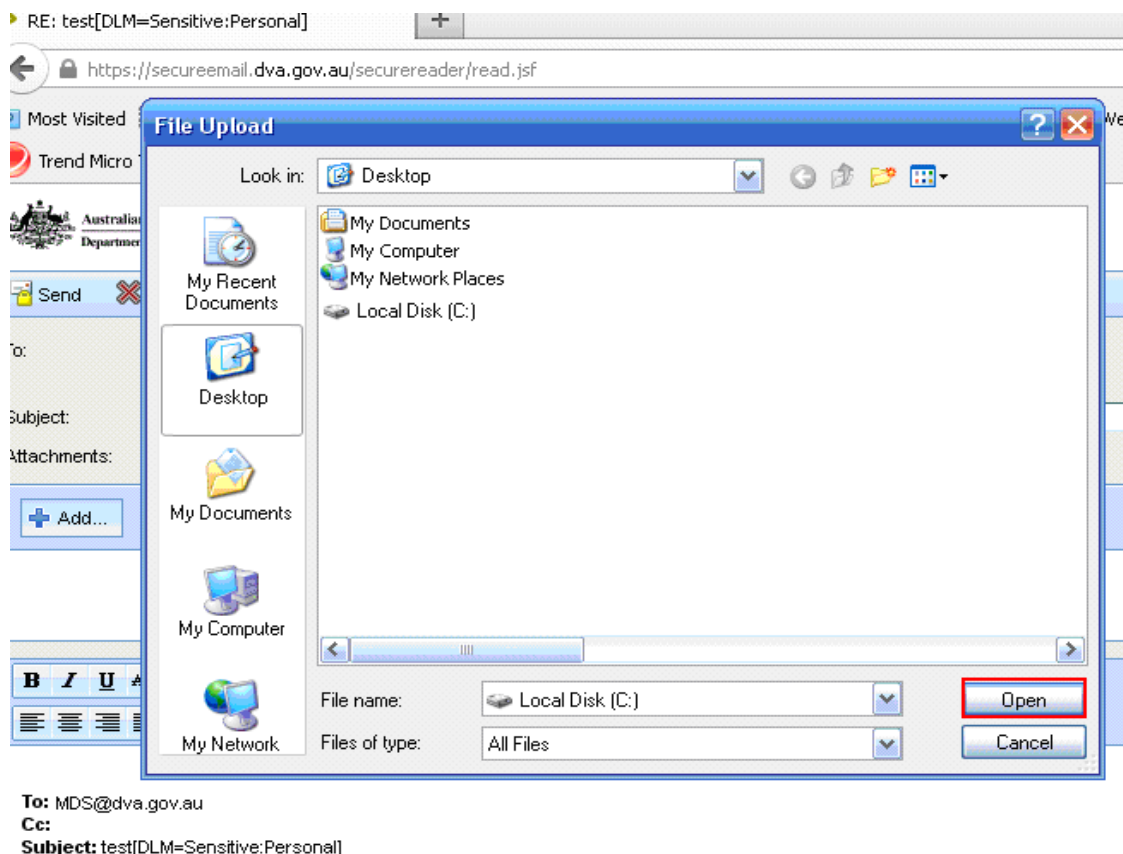 RE: test[DLM=Sensitive:Personal]
+
https://secureemail.dva.gov.au/securereader/read.jsf
Most Visited
File Upload
Trend Micro
Look in:
Desktop
Australia
Departmen
My Recent
Documents
Desktop
My Documents
My Computer
My Network
My Documents
My Computer
My Network Places
Local Disk (C:)
Send
To:
Subject:
Attachments:
Add...
B I U
File name:
Local Disk (C:)
Open
Files of type:
All Files
Cancel
To: MDS@dva.gov.au
Cc:
Subject: test[DLM=Sensitive:Personal]